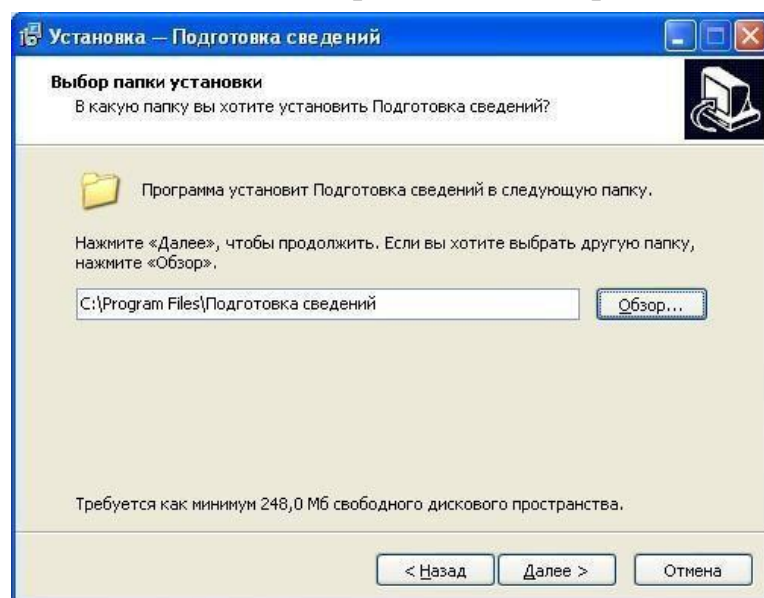 Установка — Подготовка сведений
Выбор папки установки
В какую папку вы хотите установить Подготовка сведений?
Программа установит Подготовка сведений в следующую папку.
Нажмите «Далее», чтобы продолжить. Если вы хотите выбрать другую папку,
нажмите «Обзор».
C:\Program Files\Подготовка сведений
Обзор...
Требуется как минимум 248,0 Мб свободного дискового пространства.
< Назад
Далее >
Отмена